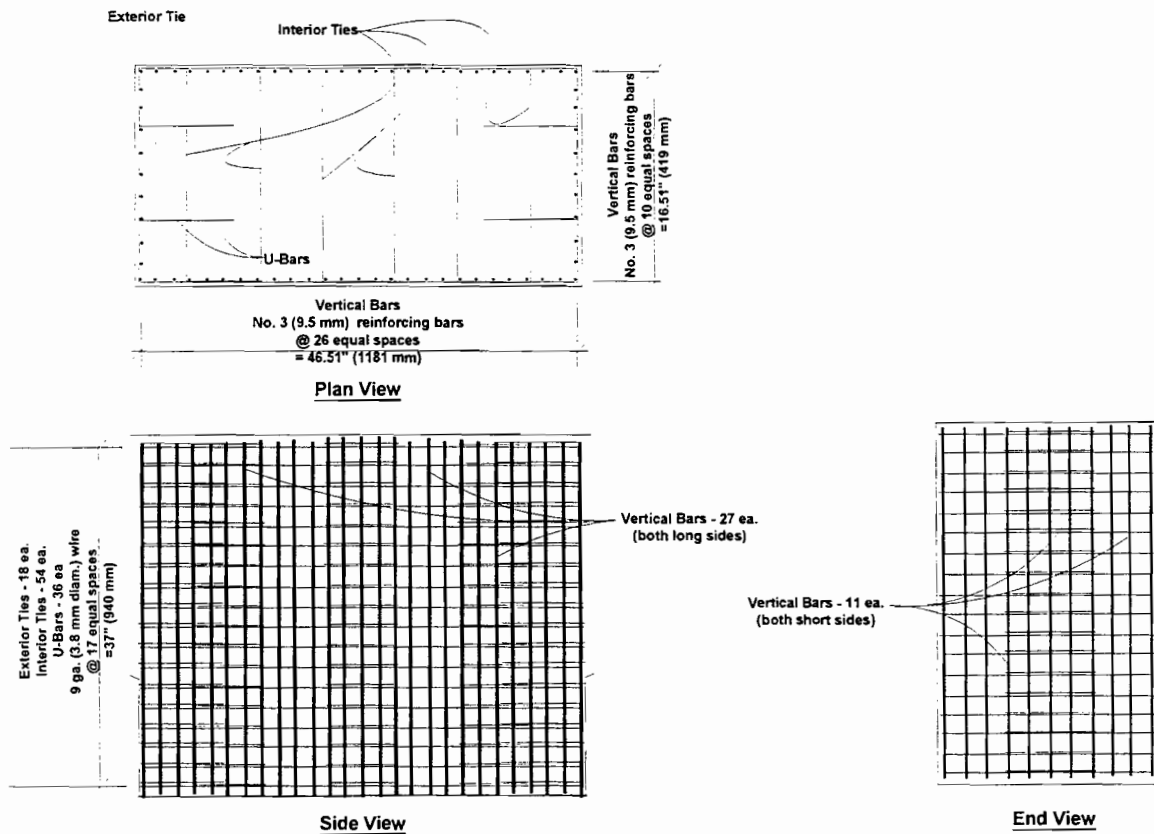 Exterior Tie
Interior Ties
Vertical Bars
No. 3 (9.5 mm) reinforcing bars
@ 10 equal spaces
=16.51" (419 mm)
U-Bars
Vertical Bars
No. 3 (9.5 mm) reinforcing bars
@ 26 equal spaces
= 46.51" (1181 mm)
Plan View
Exterior Ties - 18 ea.
Interior Ties - 54 ea.
U-Bars - 36 ea
9 ga. (3.8 mm diam.) wire
@ 17 equal spaces
=37" (940 mm)
Vertical Bars - 27 ea.
(both long sides)
Vertical Bars - 11 ea.
(both short sides)
Side View
End View